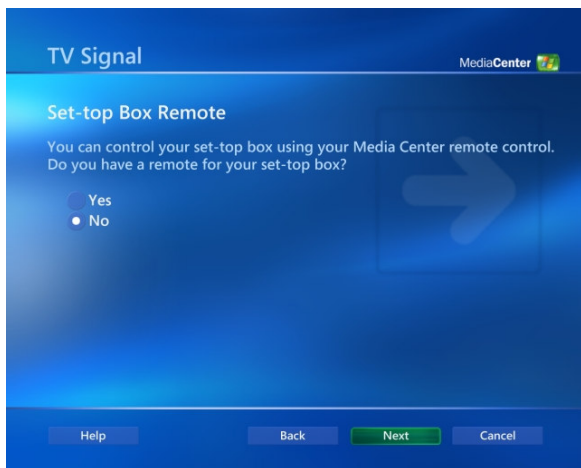 TV Signal
MediaCenter
Set-top Box Remote
You can control your set-top box using your Media Center remote control.
Do you have a remote for your set-top box?
Yes
No
Help Back Next Cancel